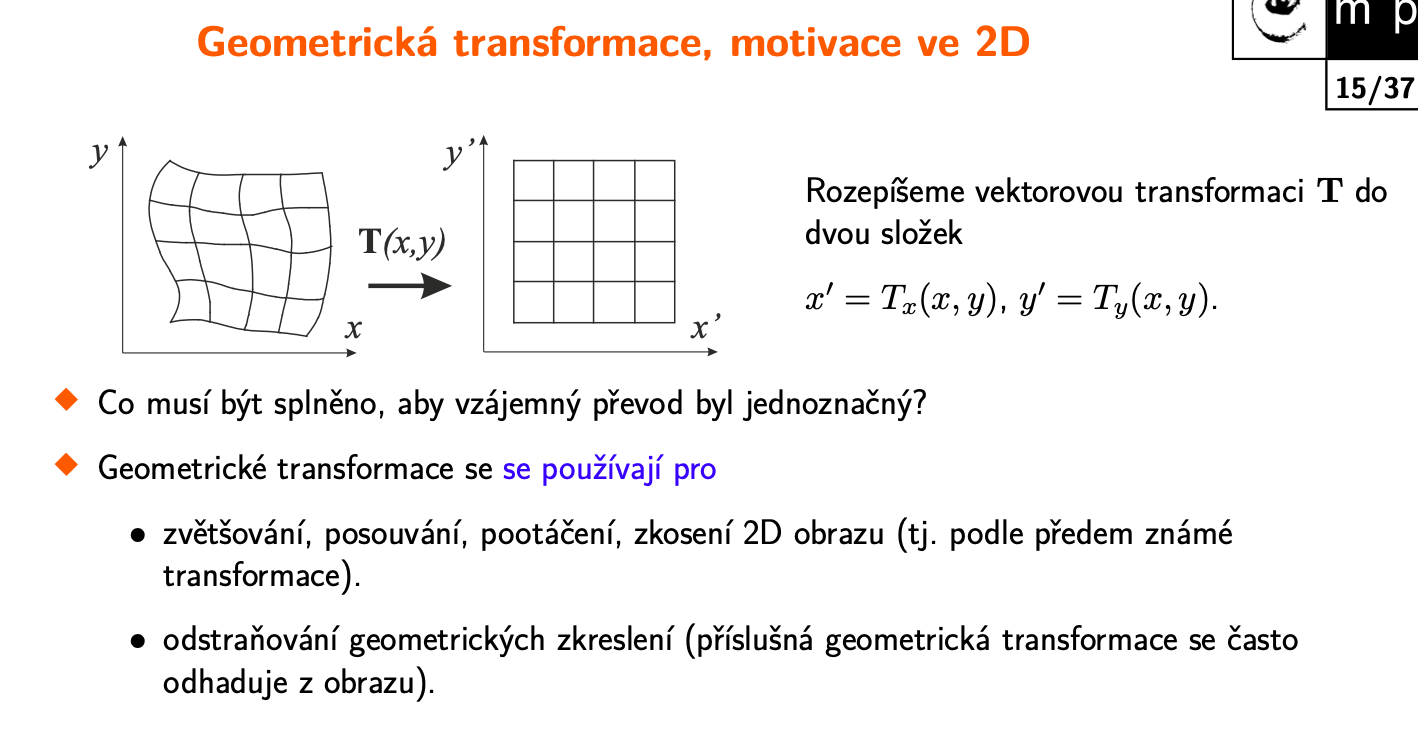 Geometrická transformace, motivace ve 2D
m p
15/37
y
y’
T(x,y)
x
x’
Rozepíšeme vektorovou transformaci T do
dvou složek
x′ = Tx(x, y), y′ = Ty(x, y).
Co musí být splněno, aby vzájemný převod byl jednoznačný?
Geometrické transformace se se používají pro
• zvětšování, posouvání, pootáčení, zkosení 2D obrazu (tj. podle předem známé
transformace).
• odstraňování geometrických zkreslení (příslušná geometrická transformace se často
odhaduje z obrazu).